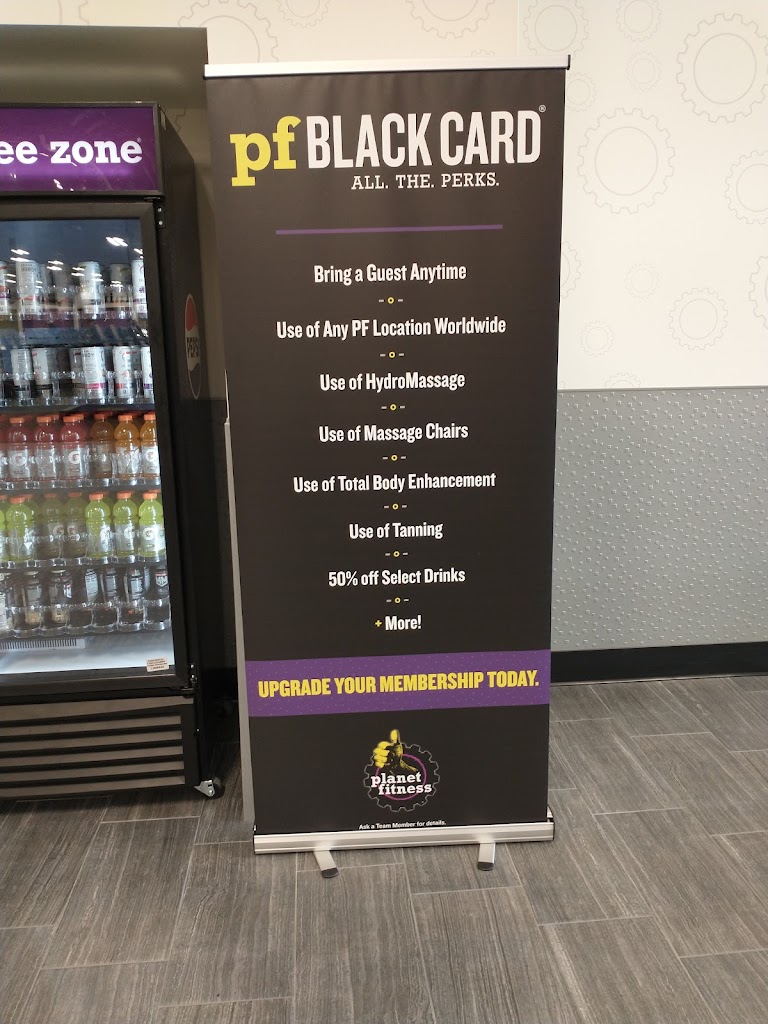 ee zone
pf BLACK CARD®
ALL. THE. PERKS.
Bring a Guest Anytime
Use of Any PF Location Worldwide
Use of HydroMassage
Use of Massage Chairs
Use of Total Body Enhancement
Use of Tanning
50% off Select Drinks
+ More!
UPGRADE YOUR MEMBERSHIP TODAY.
planet
fitness
Ask a Team Member for details.
PEPSI